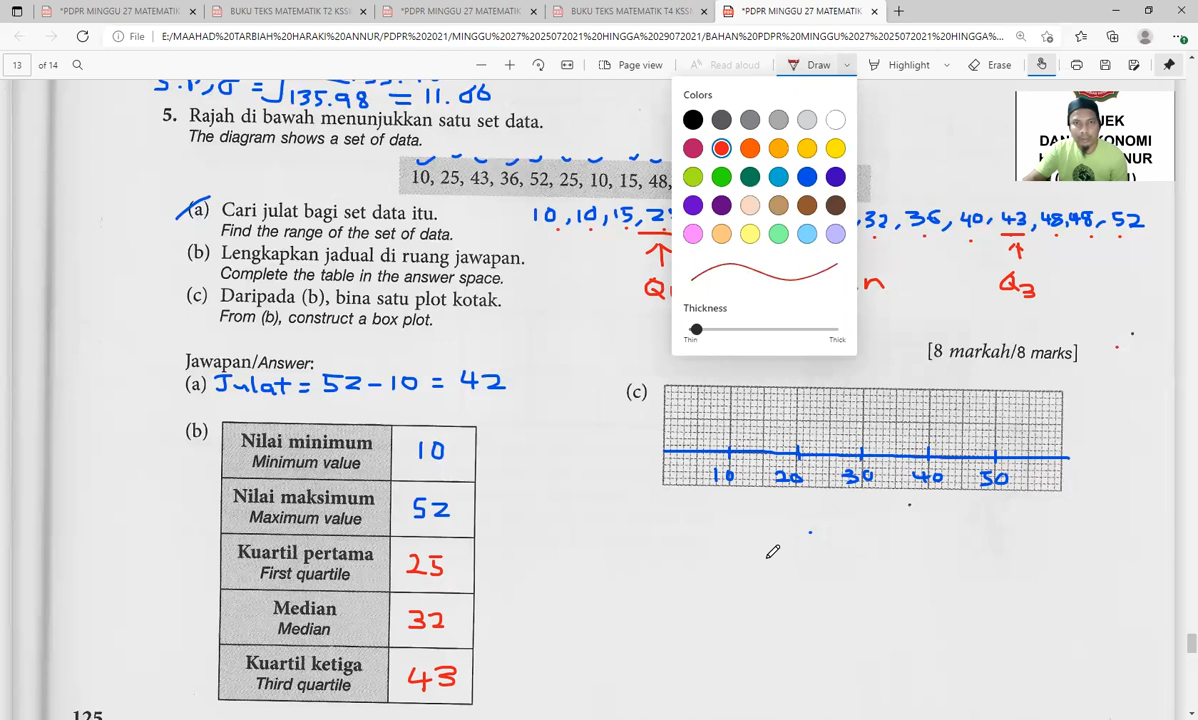 *PDPR MINGGU 27 MATEMATIK
BUKU TEKS MATEMATIK T2 KSSN
*PDPR MINGGU 27 MATEMATIK
BUKU TEKS MATEMATIK T4 KSSN
*PDPR MINGGU 27 MATEMATIK
File
E:/MAAHAD%20TARBIAH%20HARAKI%20ANNUR/PDPR%202021/MINGGU%2027%2025072021%20HINGGA%2029072021/BAHAN%20PDPR%20MINGGU%2027%2025072021%20HINGGA%...
13 of 14
Page view
Read aloud
Draw
Highlight
Erase
Colors
Thickness
Thin
Thick
S.P, σ = √135.98 = 11.66
5. Rajah di bawah menunjukkan satu set data.
The diagram shows a set of data.
10, 25, 43, 36, 52, 25, 10, 15, 48,
(a) Cari julat bagi set data itu.
Find the range of the set of data.
10, 10, 15,
32, 36, 40, 43, 48, 48, 52
(b) Lengkapkan jadual di ruang jawapan.
Complete the table in the answer space.
(c) Daripada (b), bina satu plot kotak.
From (b), construct a box plot.
Q
n
Q3
[8 markah/8 marks]
Jawapan/Answer:
(a) Julat = 52 - 10 = 42
(b)
Nilai minimum
Minimum value
10
Nilai maksimum
Maximum value
52
Kuartil pertama
First quartile
25
Median
Median
32
Kuartil ketiga
Third quartile
43
(c)
10 20 30 40 50
125